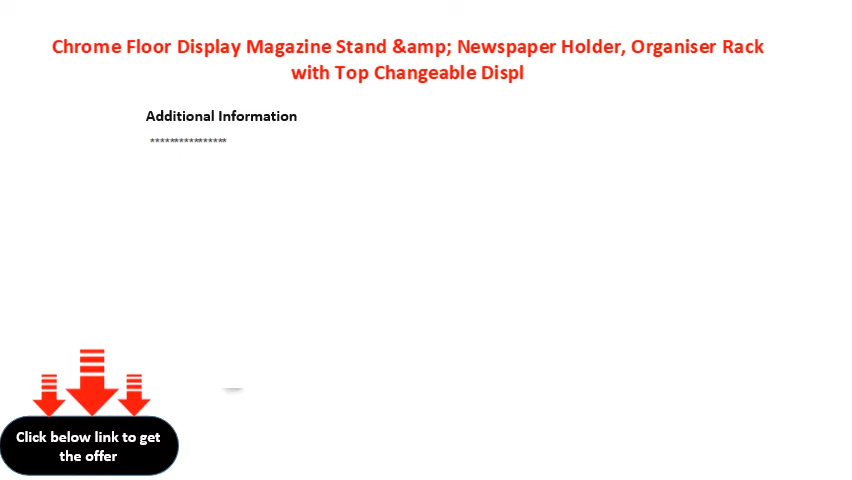 Chrome Floor Display Magazine Stand &amp; Newspaper Holder, Organiser Rack
with Top Changeable Displ
Additional Information
****************
Click below link to get
the offer